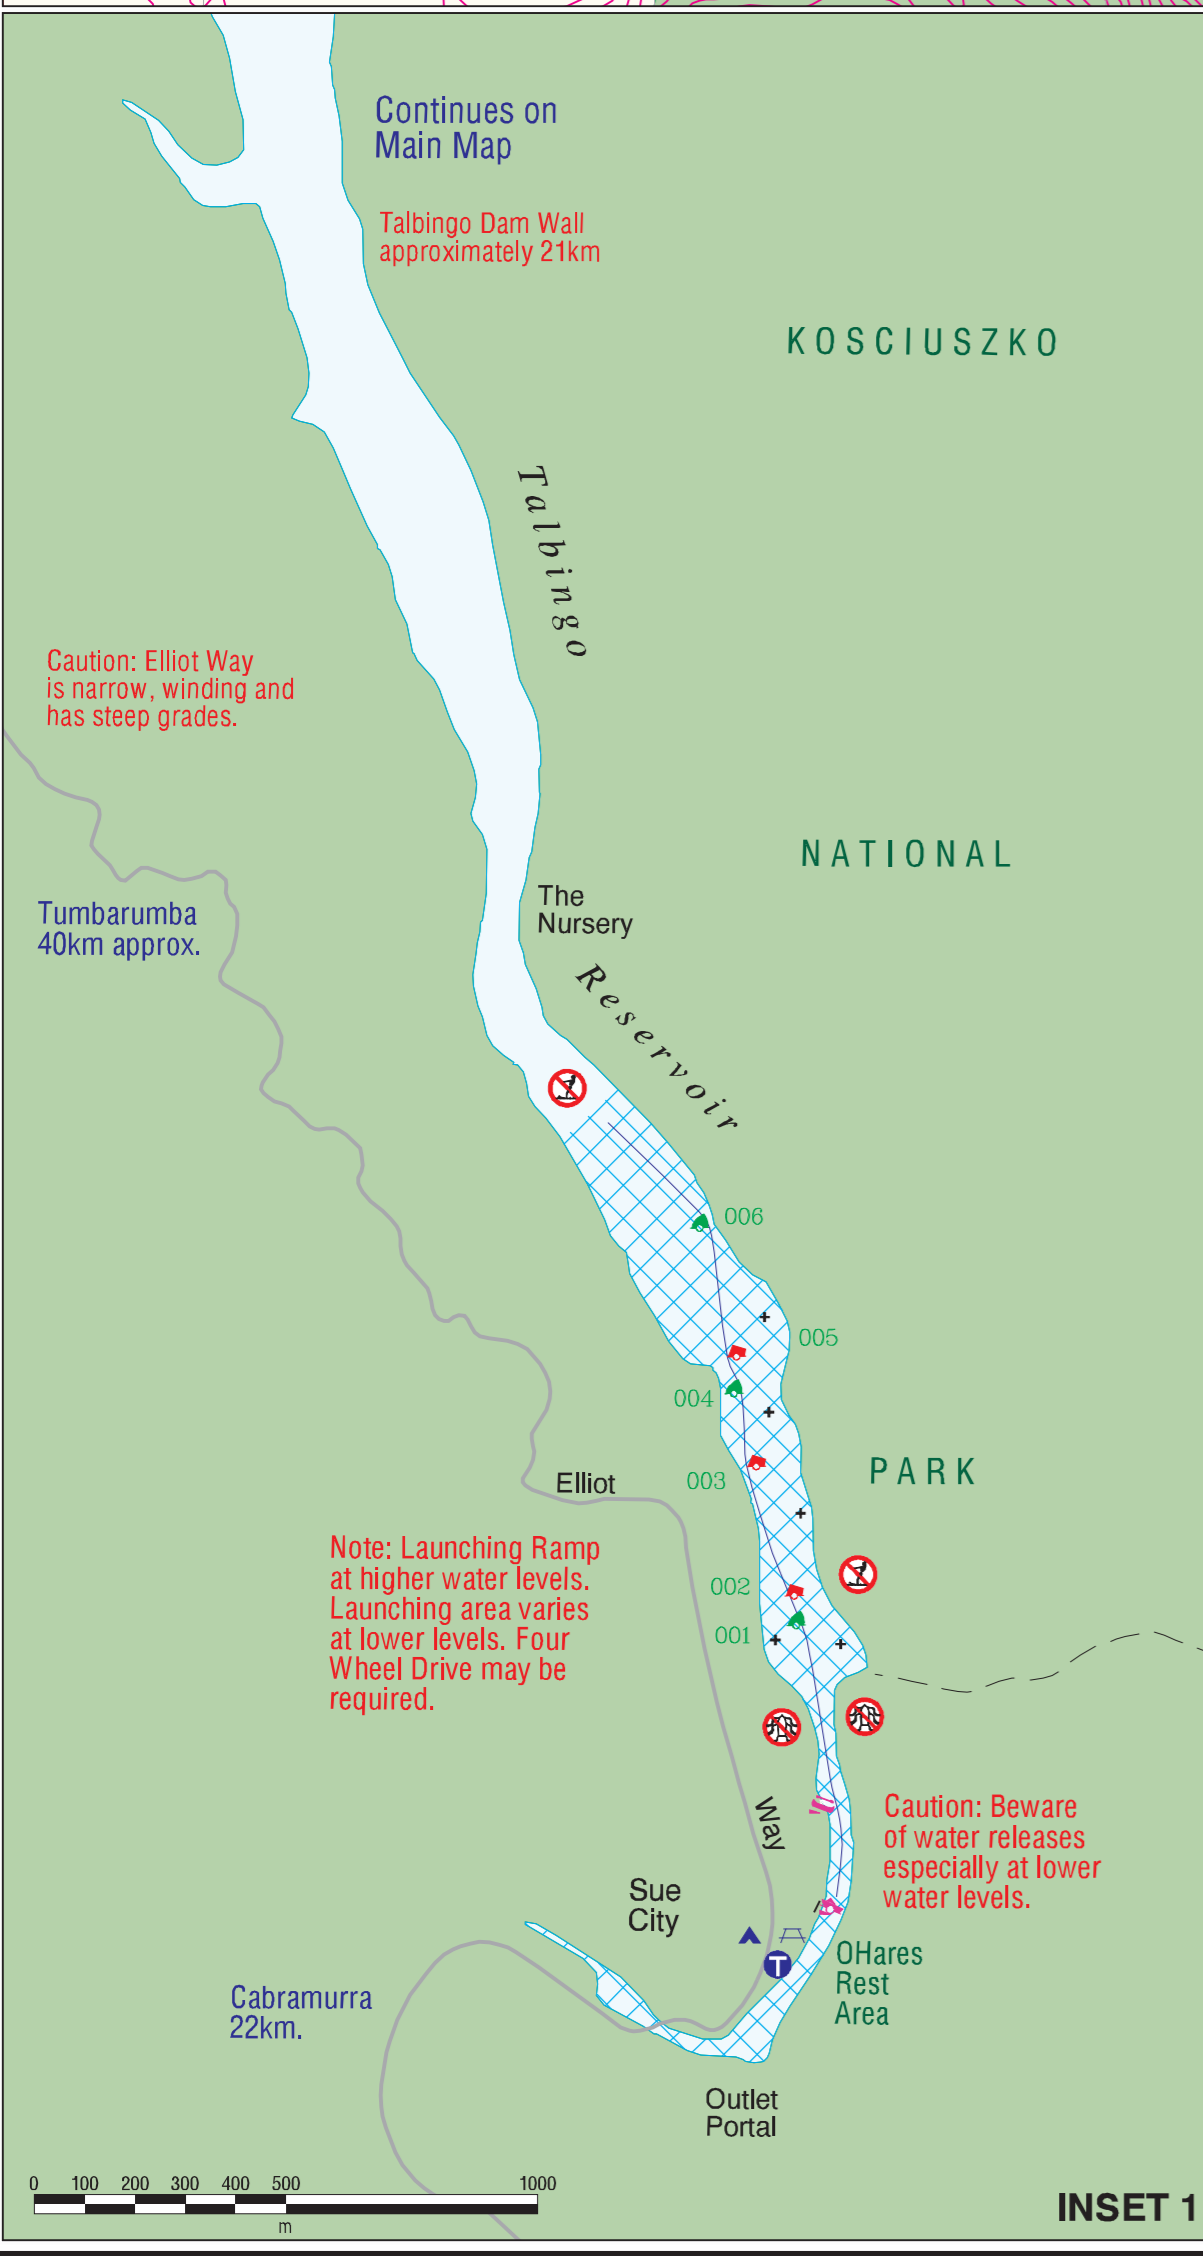 Continues on
Main Map
Talbingo Dam Wall
approximately 21km
KOSCIUSZKO
Talbingo
Caution: Elliot Way
is narrow, winding and
has steep grades.
NATIONAL
The
Nursery
Tumbarumba
40km approx.
Reservoir
006
005
004
PARK
003
Elliot
Note: Launching Ramp
at higher water levels.
Launching area varies
at lower levels. Four
Wheel Drive may be
required.
002
001
Way
Caution: Beware
of water releases
especially at lower
water levels.
Sue
City
T
OHares
Rest
Area
Cabramurra
22km.
Outlet
Portal
0 100 200 300 400 500 1000
m
INSET 1